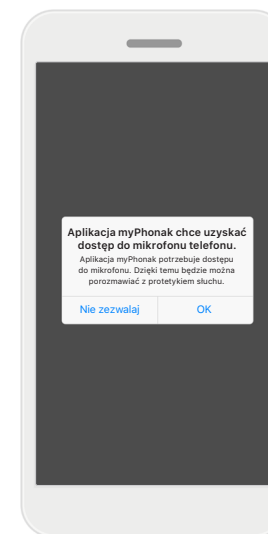 Aplikacja myPhonak chce uzyskać
dostęp do mikrofonu telefonu.
Aplikacja myPhonak potrzebuje dostępu
do mikrofonu. Dzięki temu będzie można
porozmawiać z protetykiem słuchu.
Nie zezwalaj
OK